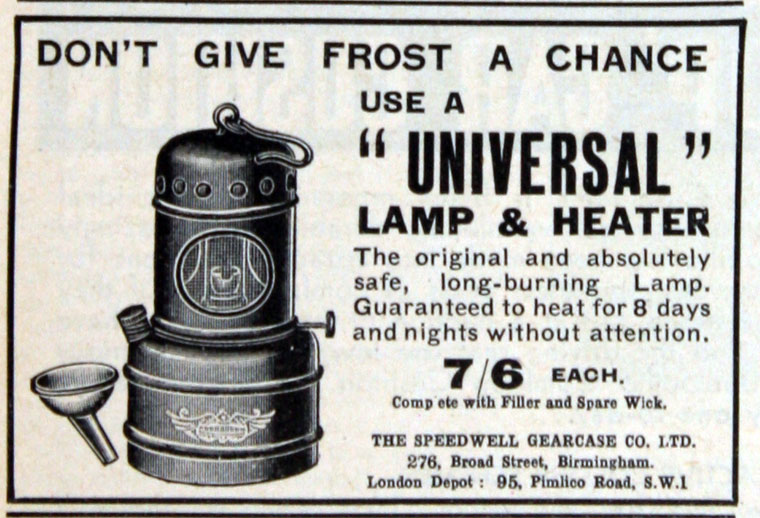 DON'T GIVE FROST A CHANCE
USE A
"UNIVERSAL"
LAMP & HEATER
The original and absolutely
safe, long-burning Lamp.
Guaranteed to heat for 8 days
and nights without attention.
7/6 EACH.
Comp ete with Filler and Spare Wick.
THE SPEEDWELL GEARCASE CO. LTD.
276, Broad Street, Birmingham.
London Depot : 95, Pimlico Road, S.W.1